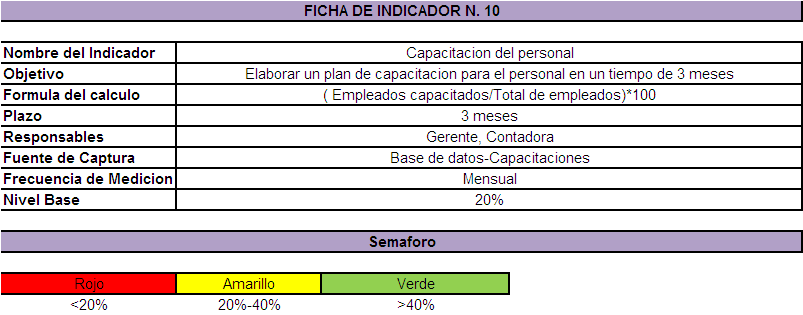 FICHA DE INDICADOR N. 10
Nombre del Indicador Capacitacion del personal
Objetivo Elaborar un plan de capacitacion para el personal en un tiempo de 3 meses
Formula del calculo ( Empleados capacitados/Total de empleados)*100
Plazo 3 meses
Responsables Gerente, Contadora
Fuente de Captura Base de datos-Capacitaciones
Frecuencia de Medicion Mensual
Nivel Base 20%
Semaforo
Rojo Amarillo Verde
<20% 20%-40% >40%